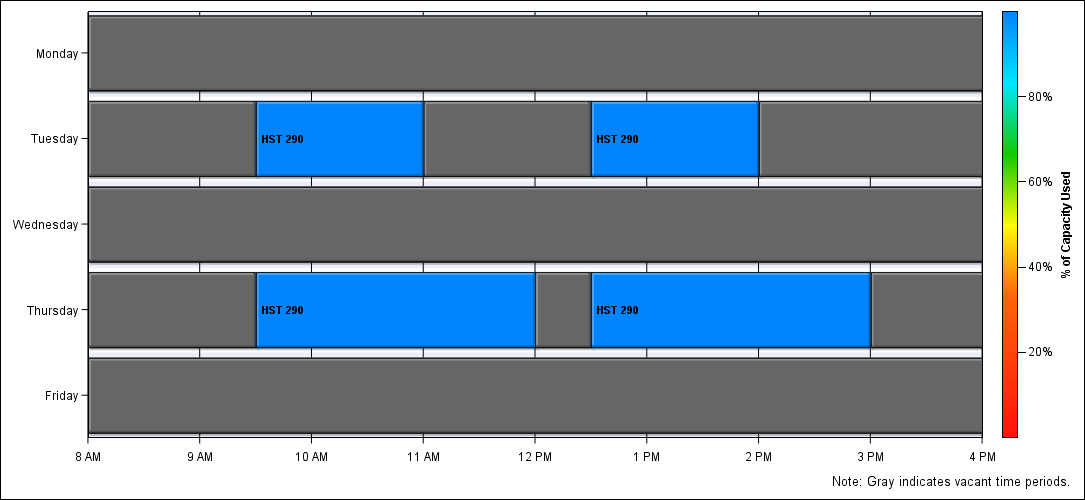 Monday
Tuesday
HST 290
HST 290
Wednesday
Thursday
HST 290
HST 290
Friday
8 AM
9 AM
10 AM
11 AM
12 PM
1 PM
2 PM
3 PM
4 PM
80%
60%
40%
20%
% of Capacity Used
Note: Gray indicates vacant time periods.